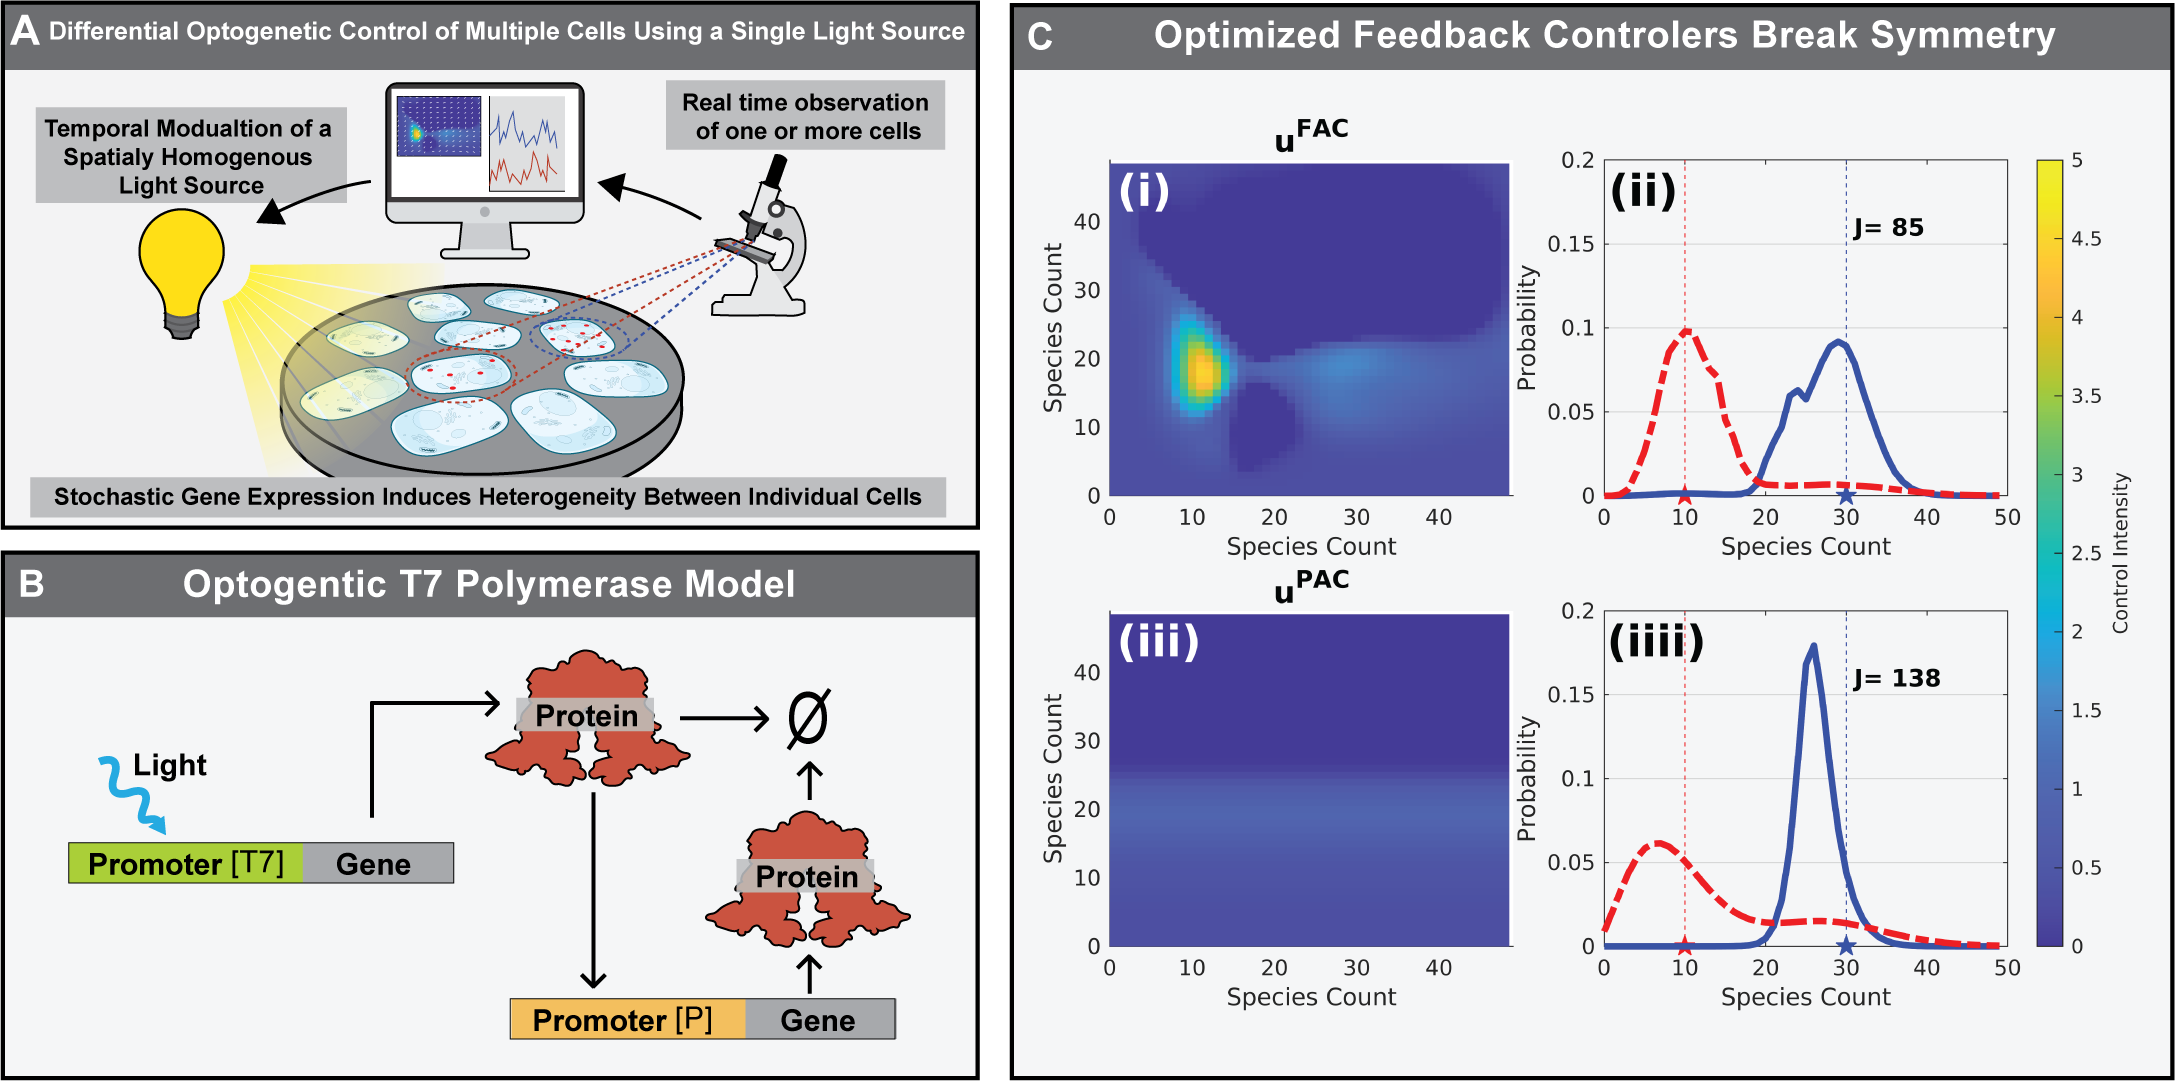 A Differential Optogenetic Control of Multiple Cells Using a Single Light Source
Temporal Modualtion of a
Spatialy Homogenous
Light Source
Real time observation
of one or more cells
Stochastic Gene Expression Induces Heterogeneity Between Individual Cells
B Optogentic T7 Polymerase Model
Light
Promoter [T7] Gene
Protein
Ø
Protein
Promoter [P] Gene
C Optimized Feedback Controlers Break Symmetry
u^FAC
(i)
Species Count
40
30
20
10
0
0 10 20 30 40
Species Count
(ii)
J= 85
Probability
0.2
0.15
0.1
0.05
0
0 10 20 30 40 50
Species Count
u^PAC
(iii)
Species Count
40
30
20
10
0
0 10 20 30 40
Species Count
(iiii)
J= 138
Probability
0.2
0.15
0.1
0.05
0
0 10 20 30 40 50
Species Count
5
4.5
4
3.5
3
2.5
2
1.5
1
0.5
0
Control Intensity